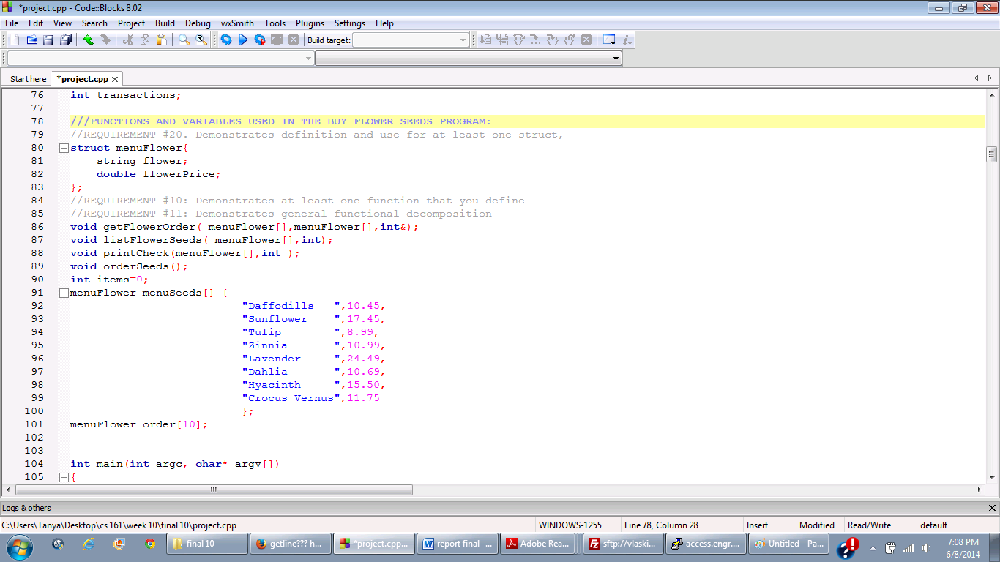 *project.cpp - Code::Blocks 8.02
File Edit View Search Project Build Debug wxSmith Tools Plugins Settings Help
Build target:
Start here *project.cpp
76 int transactions;
77
78 ///FUNCTIONS AND VARIABLES USED IN THE BUY FLOWER SEEDS PROGRAM:
79 //REQUIREMENT #20. Demonstrates definition and use for at least one struct,
80 struct menuFlower{
81 string flower;
82 double flowerPrice;
83 };
84 //REQUIREMENT #10: Demonstrates at least one function that you define
85 //REQUIREMENT #11: Demonstrates general functional decomposition
86 void getFlowerOrder( menuFlower[],menuFlower[],int&);
87 void listFlowerSeeds( menuFlower[],int);
88 void printCheck(menuFlower[],int );
89 void orderSeeds();
90 int items=0;
91 menuFlower menuSeeds[]={
92 "Daffodills   ",10.45,
93 "Sunflower    ",17.45,
94 "Tulip        ",8.99,
95 "Zinnia       ",10.99,
96 "Lavender     ",24.49,
97 "Dahlia       ",10.69,
98 "Hyacinth     ",15.50,
99 "Crocus Vernus",11.75
100 };
101 menuFlower order[10];
102
103
104 int main(int argc, char* argv[])
105 {
Logs & others
C:\Users\Tanya\Desktop\cs 161\week 10\final 10\project.cpp WINDOWS-1255 Line 78, Column 28 Insert Modified Read/Write default
final 10 getline??? h... *project.cpp... report final -... Adobe Rea... sftp://vlaski... access.engr.... Untitled - Pa... 7:08 PM
6/8/2014